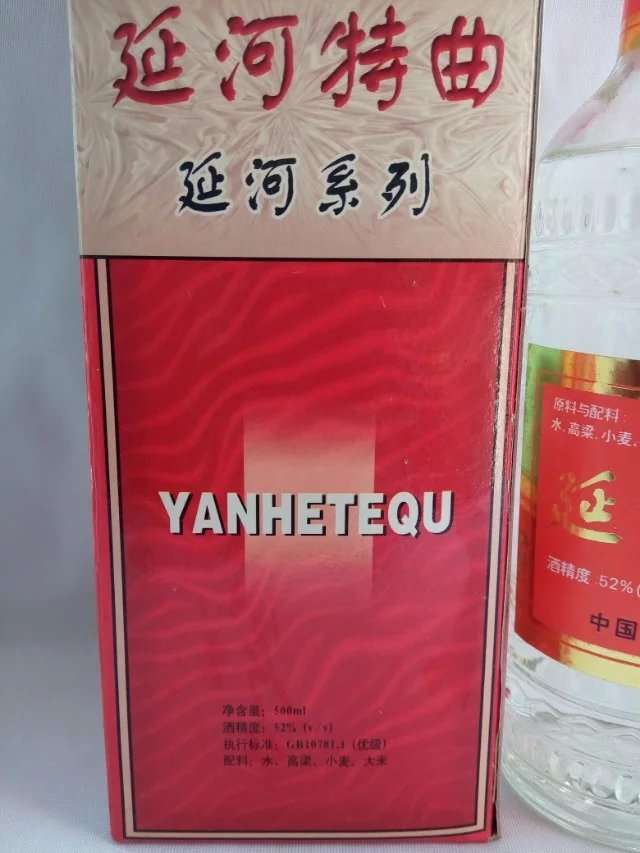 延河特曲
延河系列
YANHETEQU
净含量：500ml
酒精度：52% (v/v)
执行标准：GB10781.1 (优级)
配料：水、高粱、小麦、大米
原料与配料：
水.高粱.小麦.
延
酒精度:52%(
中国